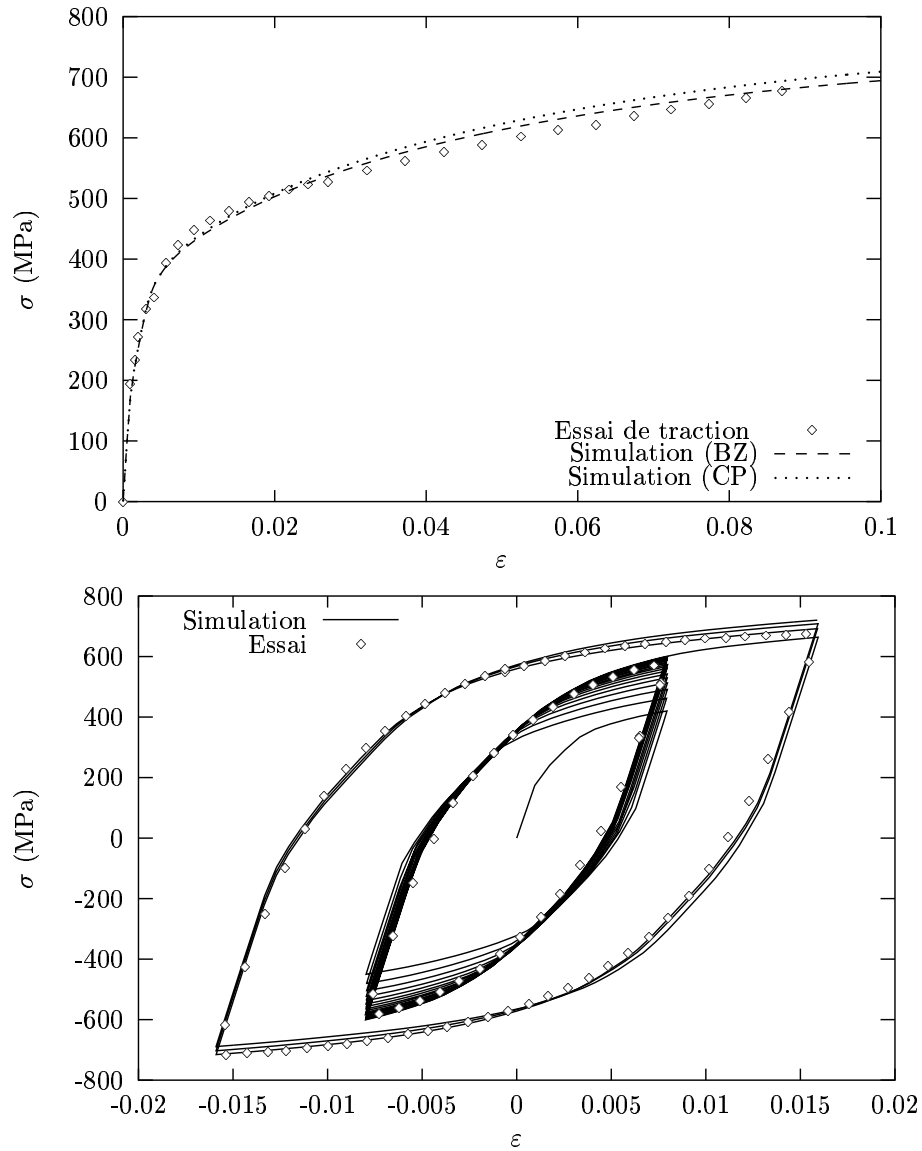 800
700
600
500
400
300
200
100
0
σ (MPa)
Essai de traction
Simulation (BZ)
Simulation (CP)
0 0.02 0.04 0.06 0.08 0.1
ε
800
600
400
200
0
-200
-400
-600
-800
σ (MPa)
Simulation
Essai
-0.02 -0.015 -0.01 -0.005 0 0.005 0.01 0.015 0.02
ε